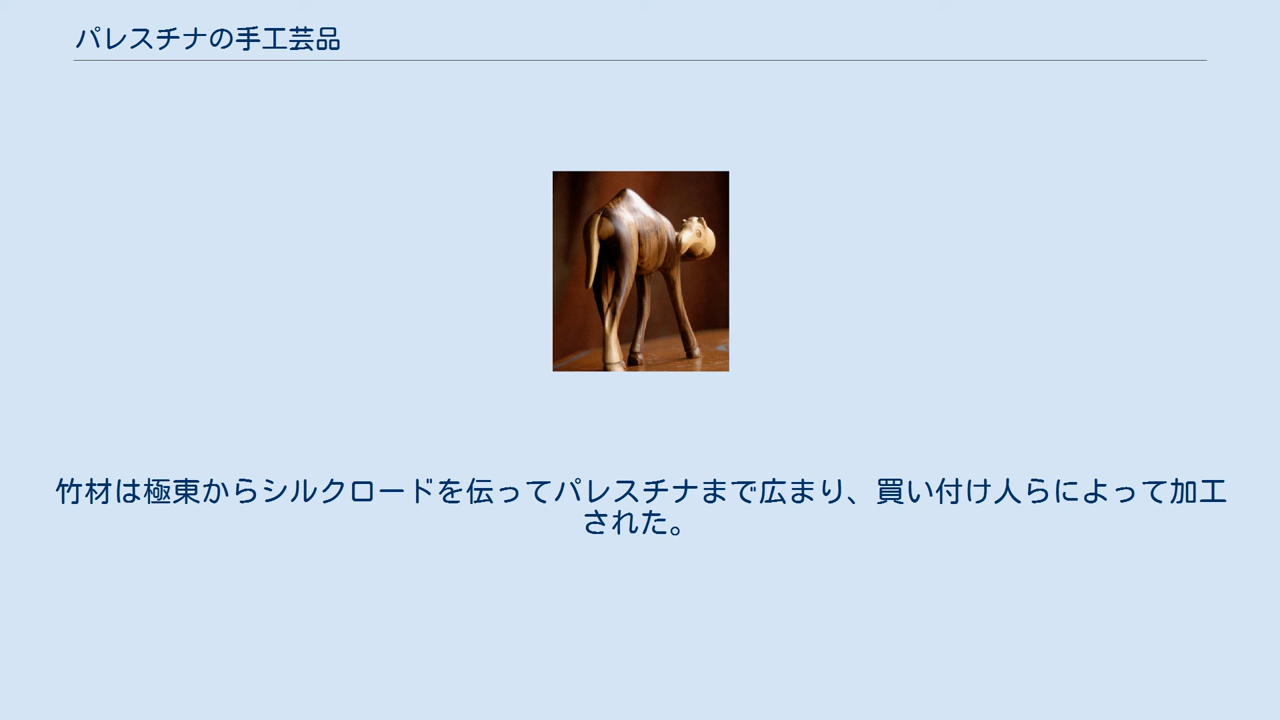 パレスチナの手工芸品
竹材は極東からシルクロードを伝ってパレスチナまで広まり、買い付け人らによって加工
された。